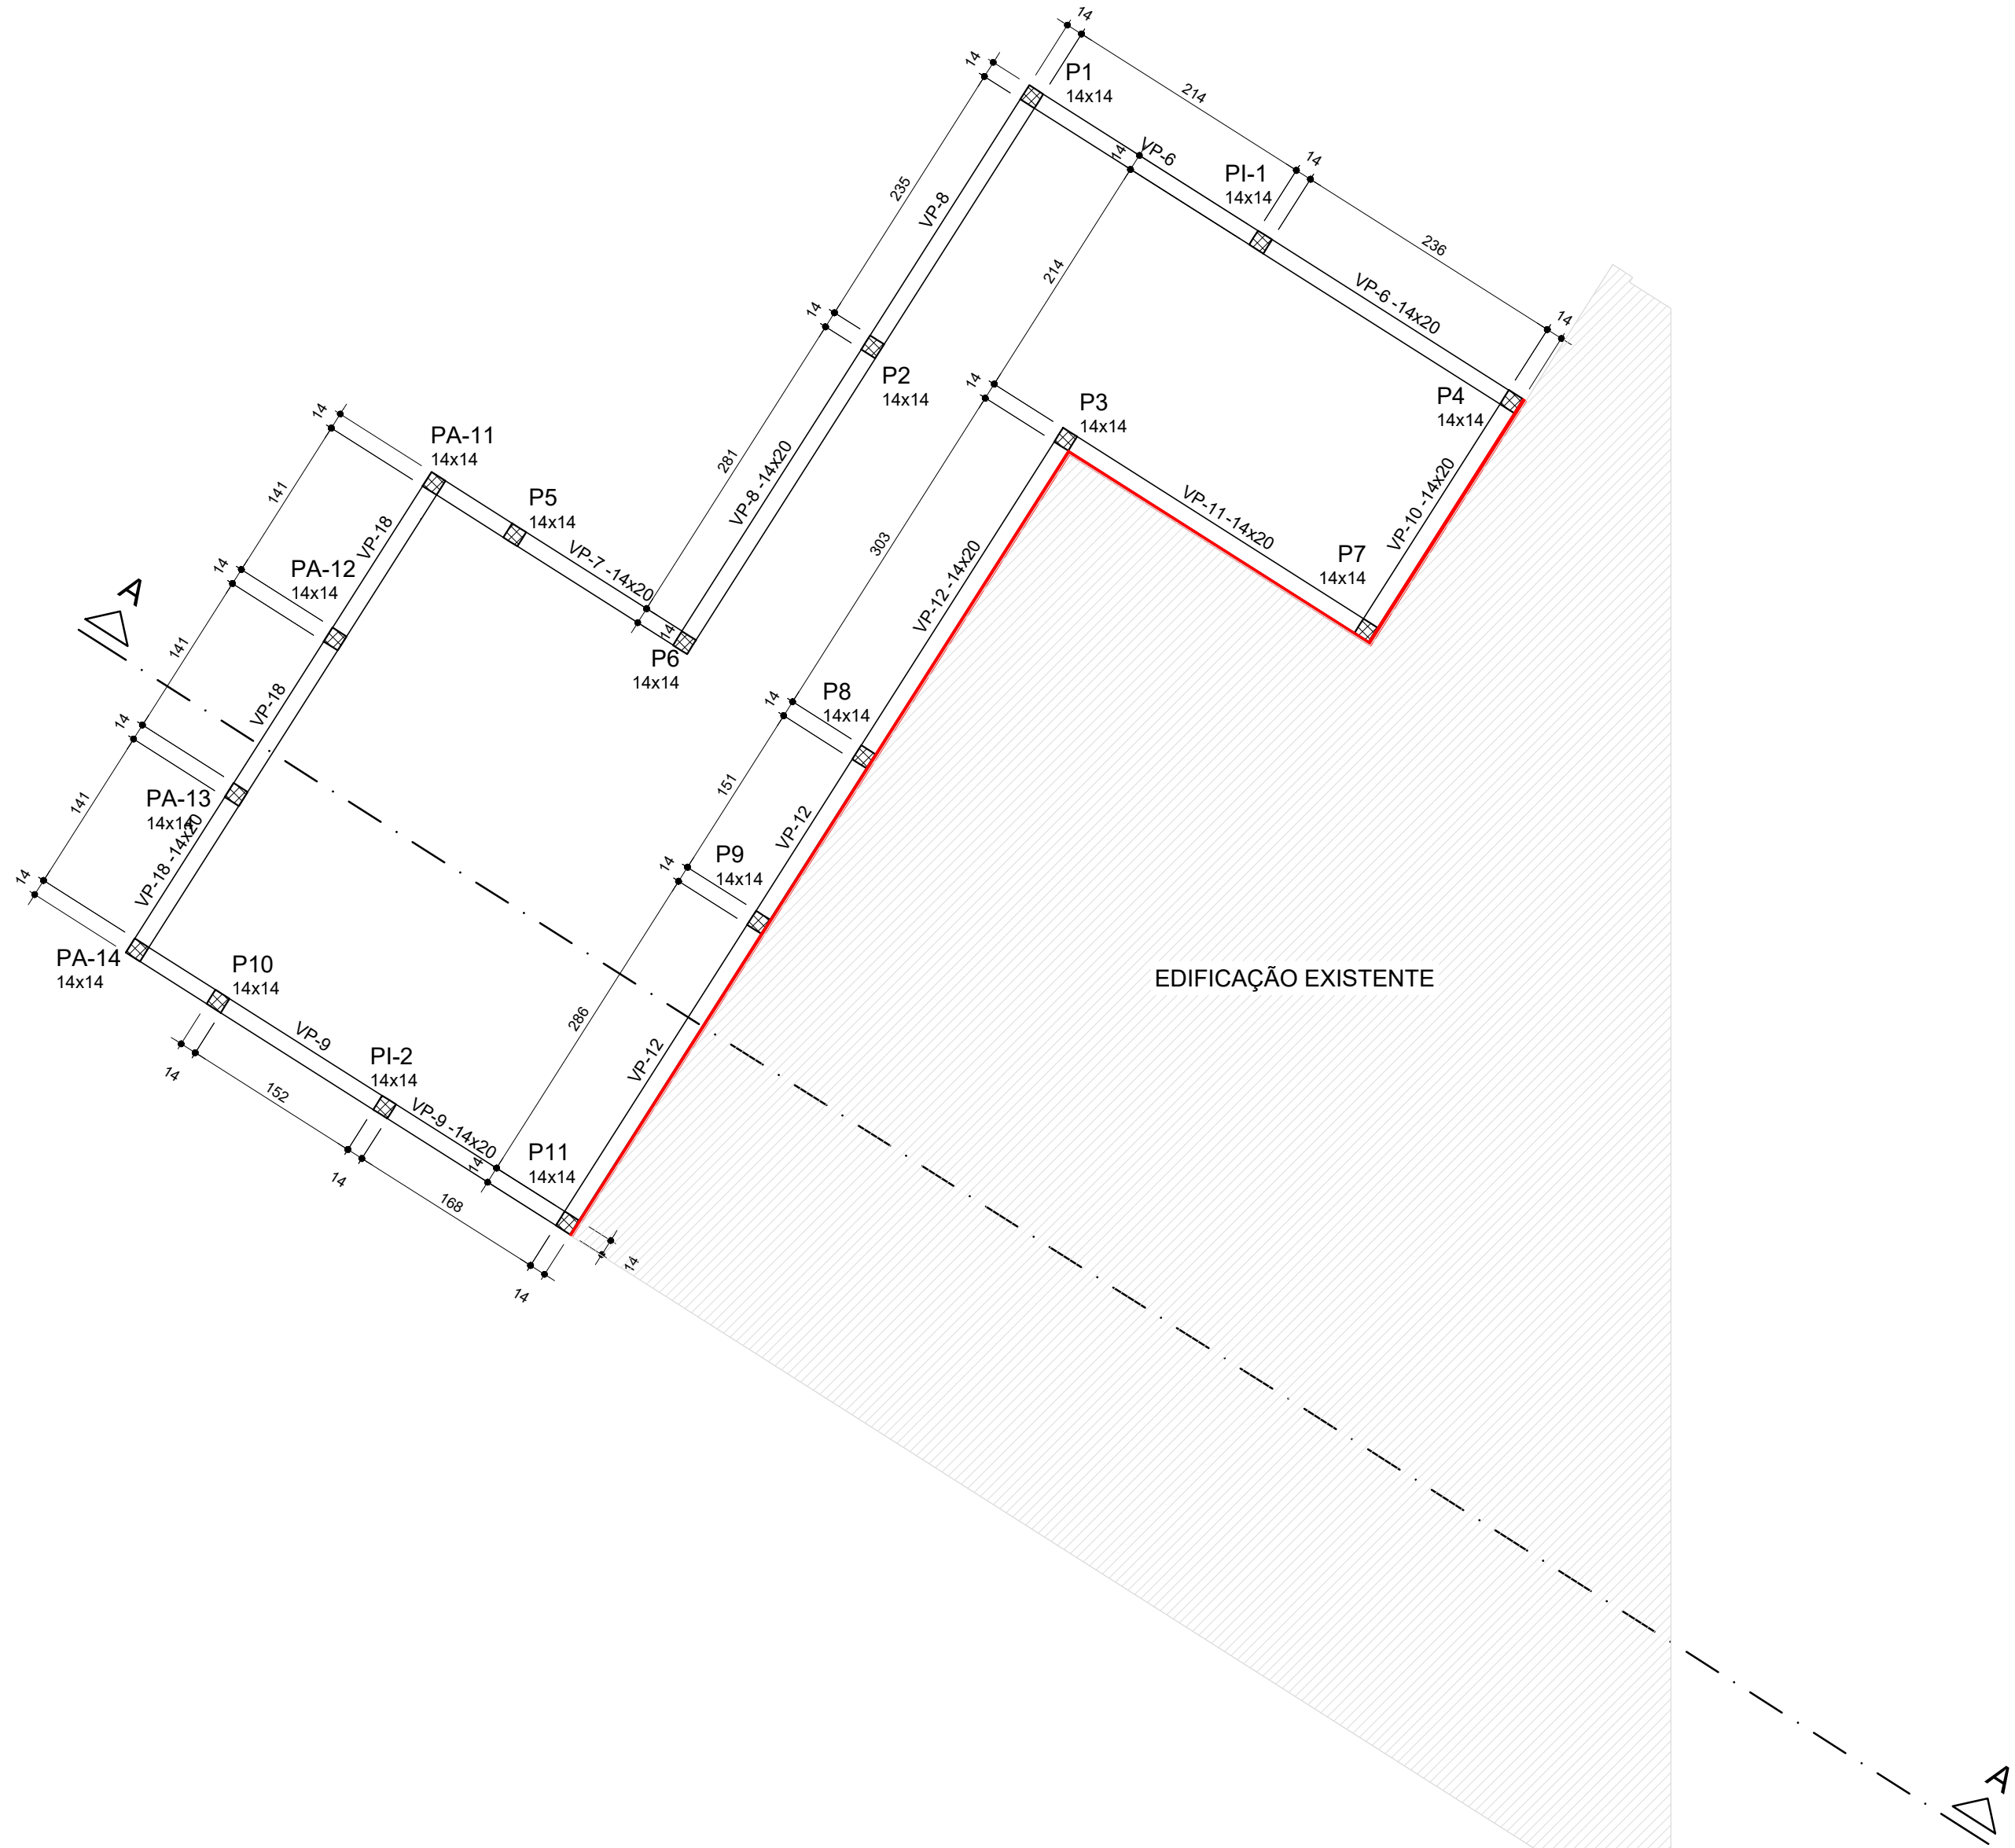 14
14
P1
14x14
214
14
VP-6
14
PI-1
14x14
235
VP-8
236
214
VP-6 -14x20
14
14
P2
14x14
14
P3
14x14
P4
14x14
14
PA-11
14x14
281
VP-8 -14x20
141
P5
14x14
VP-18
VP-7 -14x20
14
VP-11 -14x20
VP-10 -14x20
P7
14x14
303
VP-12 -14x20
14
PA-12
14x14
A
141
P6
14x14
VP-18
14
P8
14x14
14
PA-13
14x14
141
VP-18 -14x20
151
VP-12
14
P9
14x14
14
PA-14
14x14
P10
14x14
EDIFICAÇÃO EXISTENTE
286
VP-9
PI-2
14x14
VP-12
14
152
VP-9 -14x20
14
P11
14x14
14
168
14
14
A